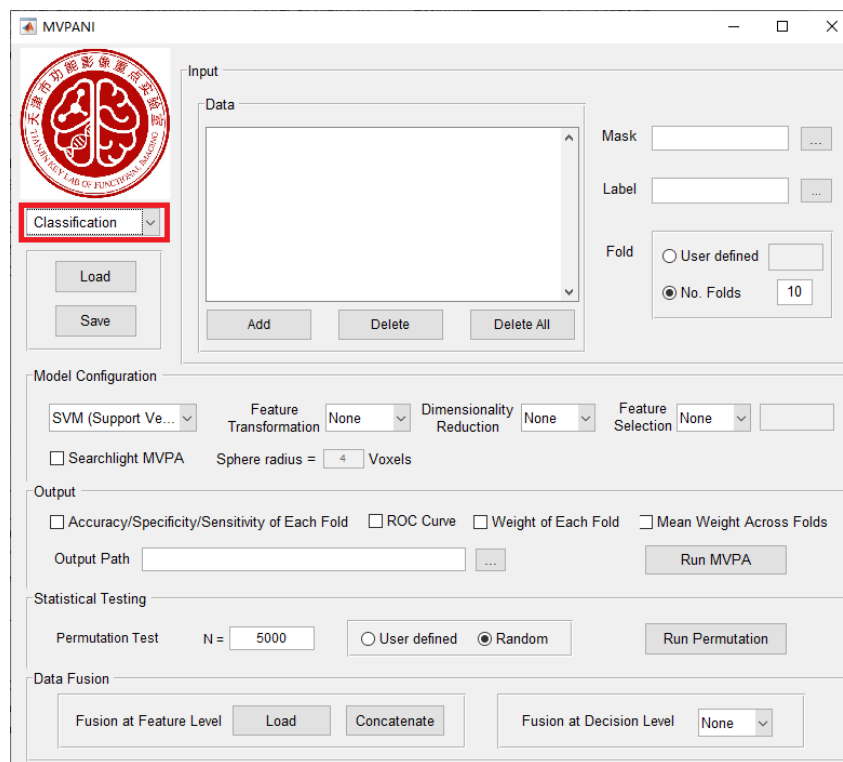 MVPANI
天津市功能影像重点实验室
TIANJIN KEY LAB OF FUNCTIONAL IMAGING
Classification
Load
Save
Input
Data
Add
Delete
Delete All
Mask
...
Label
...
Fold
User defined
No. Folds
10
Model Configuration
SVM (Support Ve...
Feature
Transformation
None
Dimensionality
Reduction
None
Feature
Selection
None
Searchlight MVPA
Sphere radius =
4
Voxels
Output
Accuracy/Specificity/Sensitivity of Each Fold
ROC Curve
Weight of Each Fold
Mean Weight Across Folds
Output Path
...
Run MVPA
Statistical Testing
Permutation Test
N =
5000
User defined
Random
Run Permutation
Data Fusion
Fusion at Feature Level
Load
Concatenate
Fusion at Decision Level
None